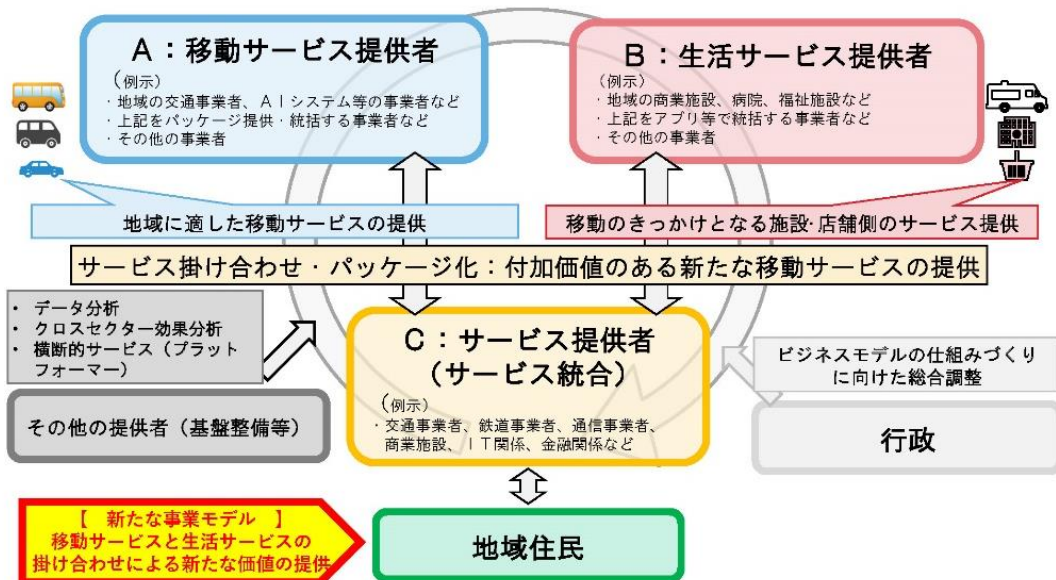 A：移動サービス提供者
（例示）
・地域の交通事業者、AIシステム等の事業者など
・上記をパッケージ提供・統括する事業者など
・その他の事業者
B：生活サービス提供者
（例示）
・地域の商業施設、病院、福祉施設など
・上記をアプリ等で統括する事業者など
・その他の事業者
地域に適した移動サービスの提供
移動のきっかけとなる施設・店舗側のサービス提供
サービス掛け合わせ・パッケージ化：付加価値のある新たな移動サービスの提供
• データ分析
• クロスセクター効果分析
• 横断的サービス（プラット
フォーマー）
その他の提供者（基盤整備等）
C：サービス提供者
（サービス統合）
（例示）
・交通事業者、鉄道事業者、通信事業者、
商業施設、IT関係、金融関係など
ビジネスモデルの仕組みづくり
に向けた総合調整
行政
【　新たな事業モデル　】
移動サービスと生活サービスの
掛け合わせによる新たな価値の提供
地域住民